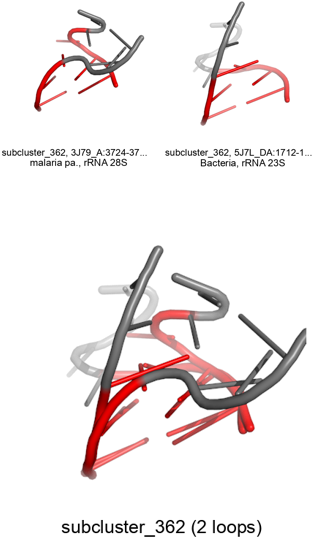 subcluster_362, 3J79_A:3724-37...
malaria pa., rRNA 28S
subcluster_362, 5J7L_DA:1712-1...
Bacteria, rRNA 23S
subcluster_362 (2 loops)